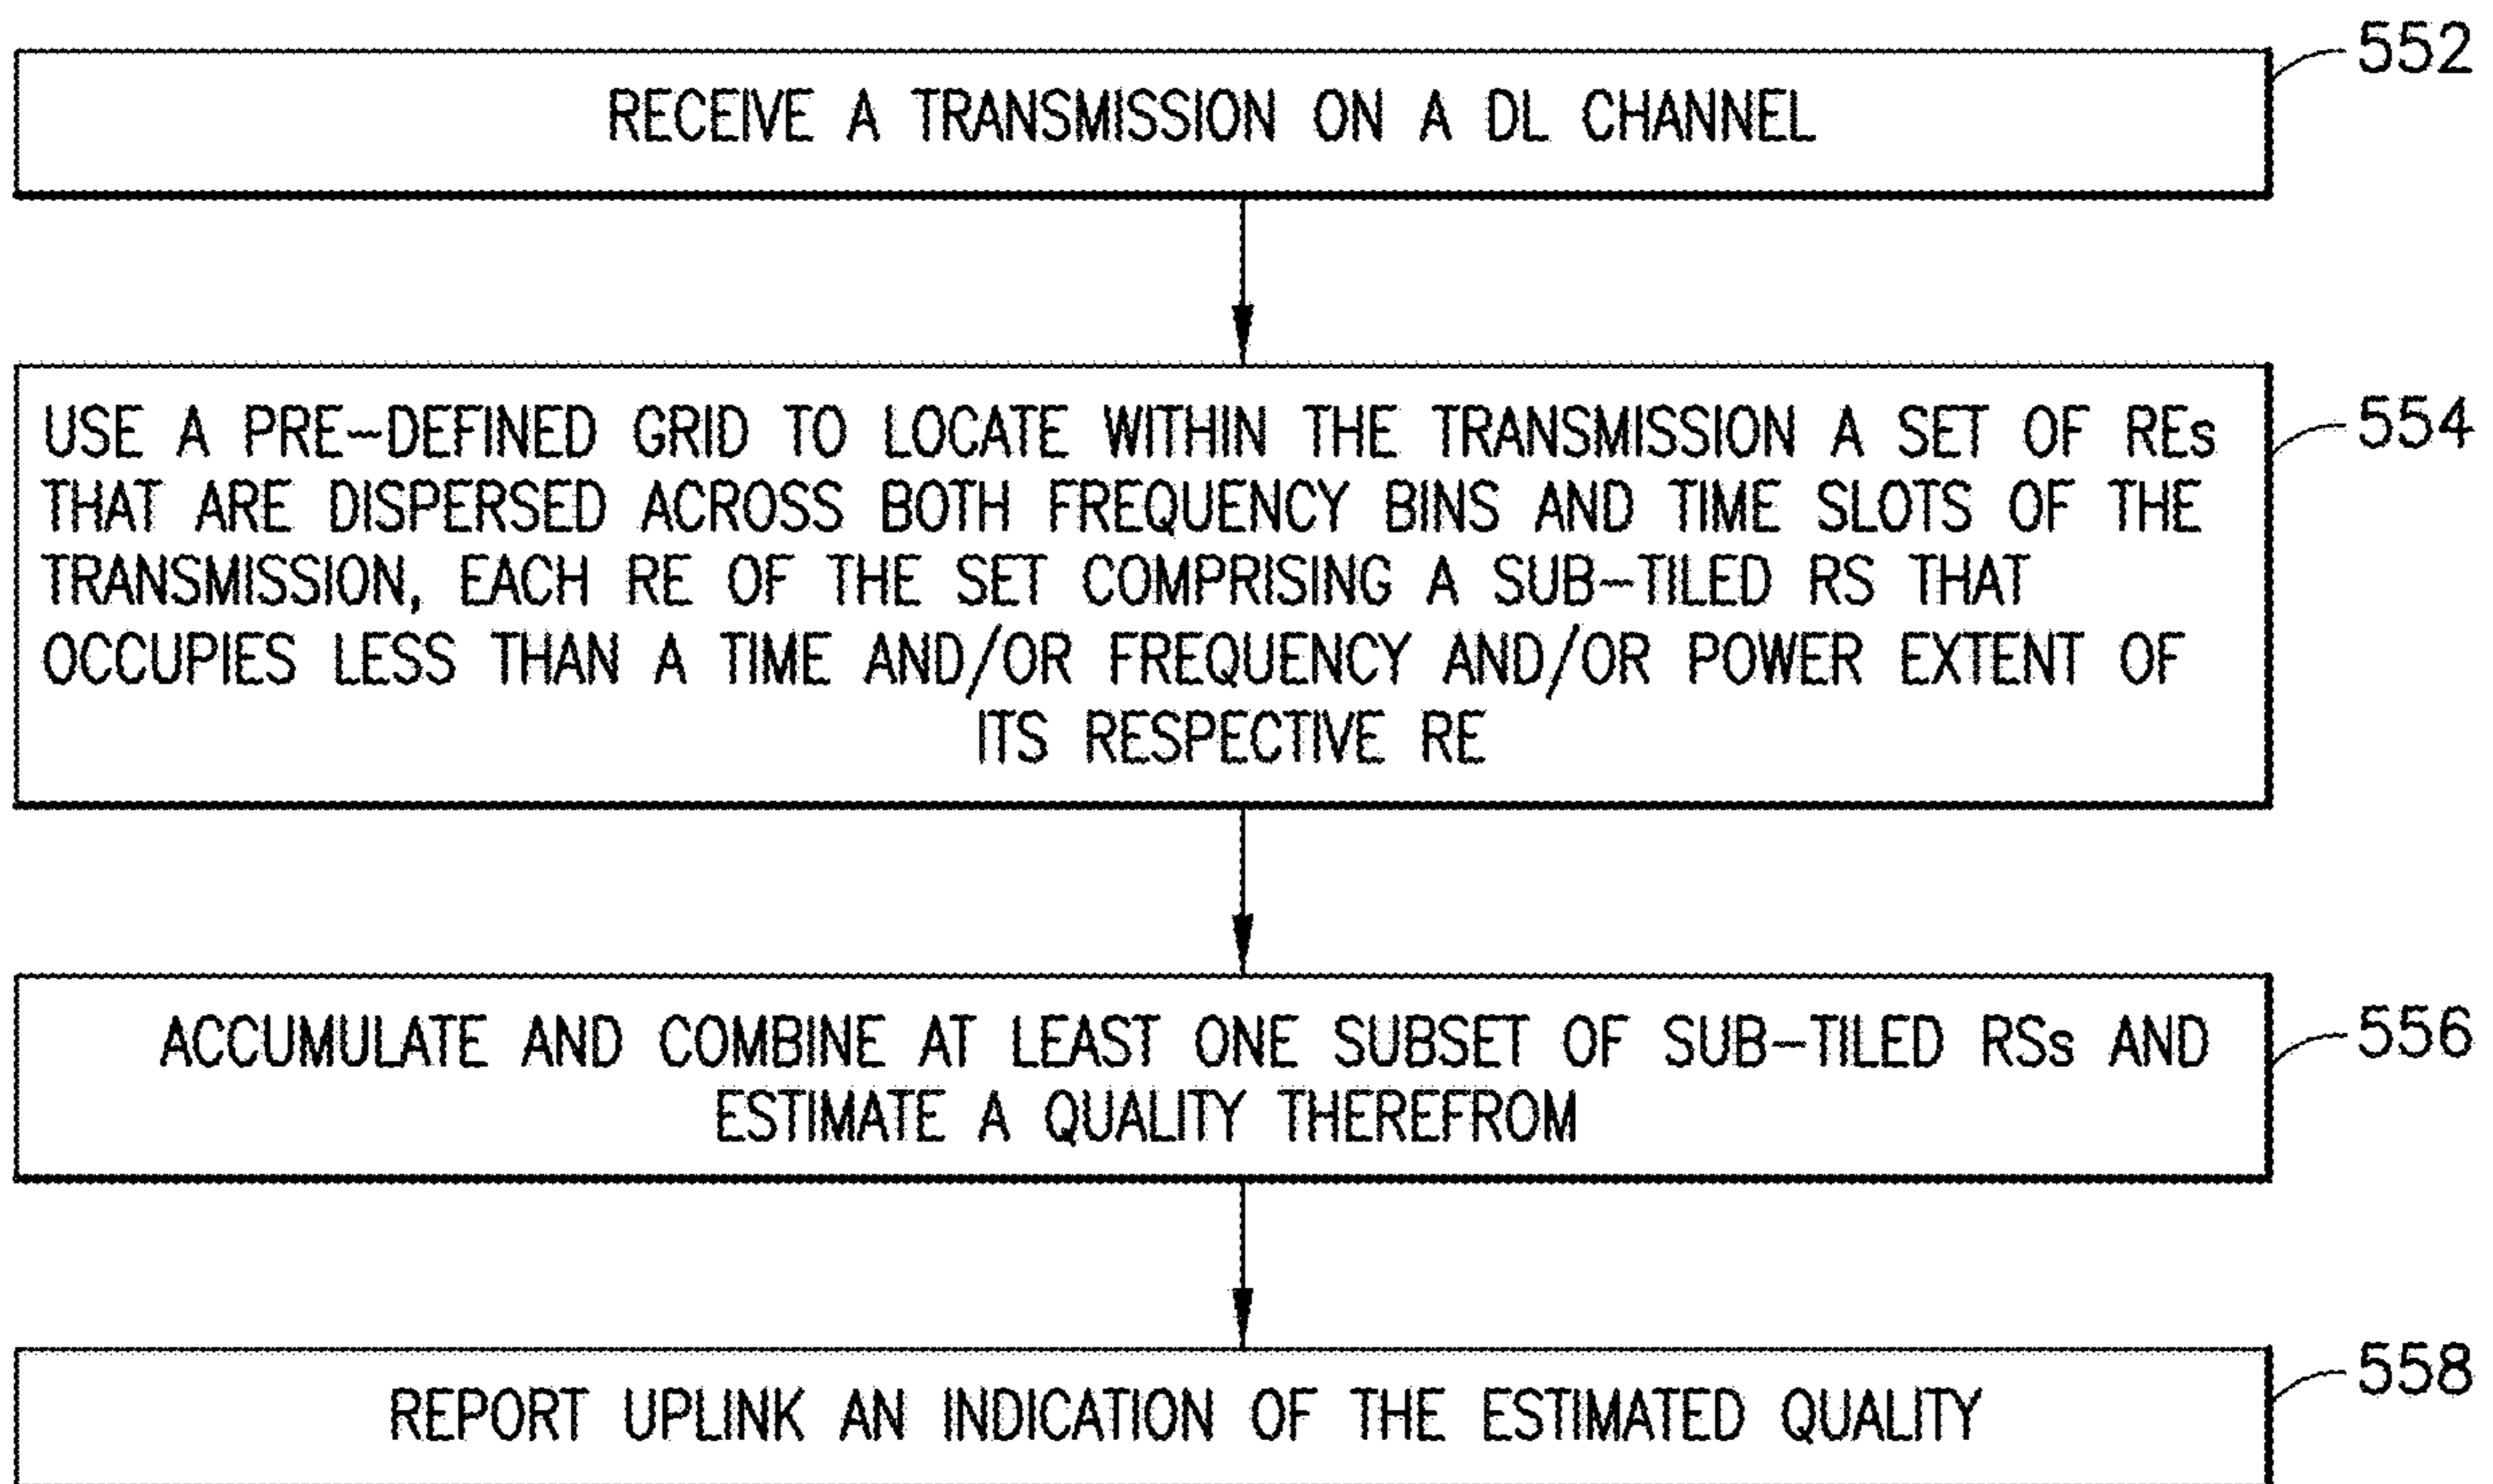 552
RECEIVE A TRANSMISSION ON A DL CHANNEL
554
USE A PRE-DEFINED GRID TO LOCATE WITHIN THE TRANSMISSION A SET OF REs
THAT ARE DISPERSED ACROSS BOTH FREQUENCY BINS AND TIME SLOTS OF THE
TRANSMISSION, EACH RE OF THE SET COMPRISING A SUB-TILED RS THAT
OCCUPIES LESS THAN A TIME AND/OR FREQUENCY AND/OR POWER EXTENT OF
ITS RESPECTIVE RE
556
ACCUMULATE AND COMBINE AT LEAST ONE SUBSET OF SUB-TILED RSs AND
ESTIMATE A QUALITY THEREFROM
558
REPORT UPLINK AN INDICATION OF THE ESTIMATED QUALITY